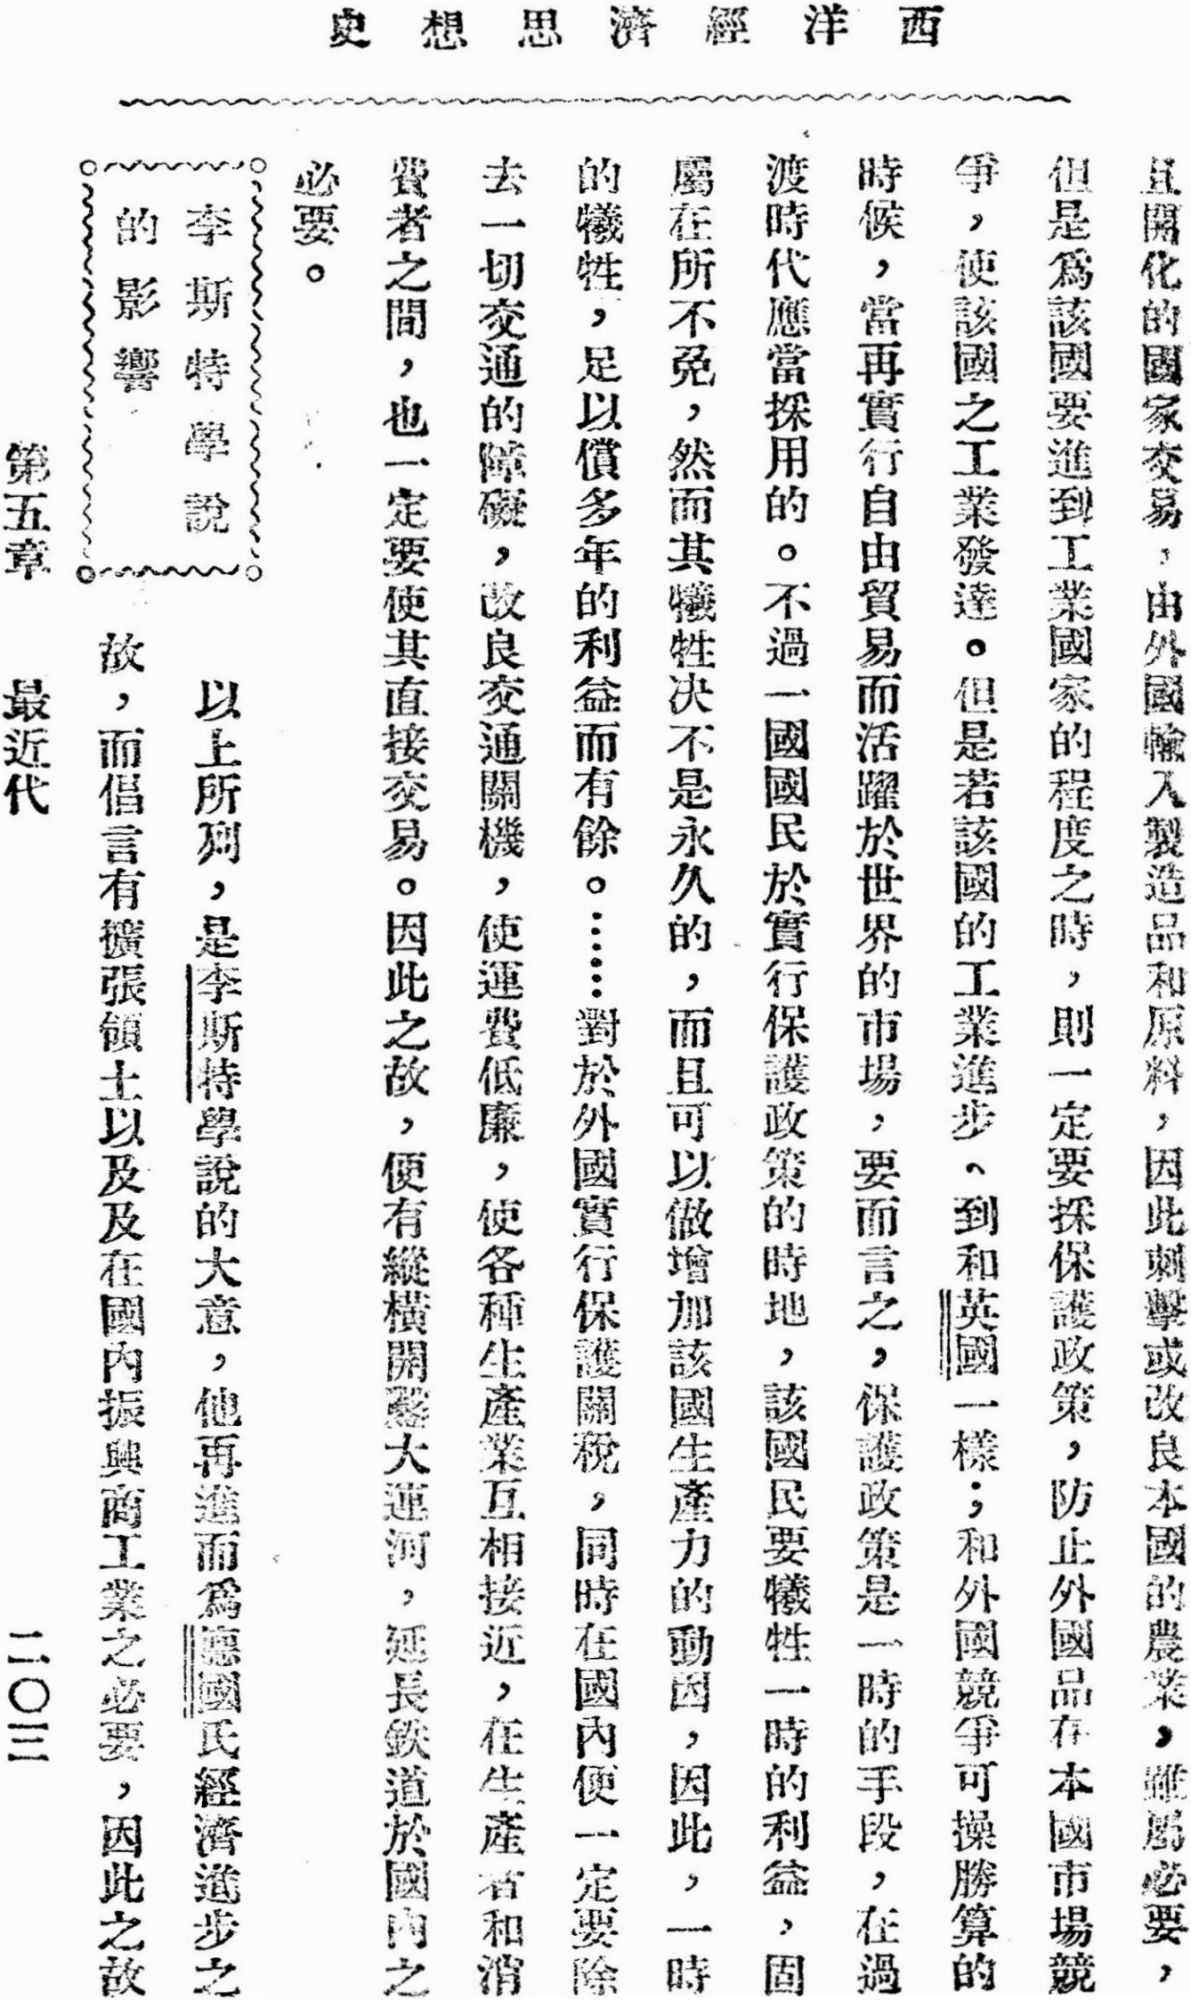 西洋經濟思想史
且開化的國家交易，由外國輸入製造品和原料，因此刺擊或改良本國的農業，雖屬必要，
但是爲該國要進到工業國家的程度之時，則一定要採保護政策，防止外國品在本國市場競
爭，使該國之工業發達。但是若該國的工業進步、到和英國一樣；和外國競爭可操勝算的
時候，當再實行自由貿易而活躍於世界的市場，要而言之，保護政策是一時的手段，在過
渡時代應當採用的。不過一國國民於實行保護政策的時地，該國民要犧牲一時的利益，固
屬在所不免，然而其犧牲决不是永久的，而且可以做增加該國生產力的動因，因此，一時
的犧牲，足以償多年的利益而有餘。……對於外國實行保護關稅，同時在國內便一定要除
去一切交通的障礙，改良交通關機，使運費低廉，使各種生產業互相接近，在生產者和消
費者之間，也一定要使其直接交易。因此之故，便有縱橫開鑿大運河，延長鉄道於國內之
必要。
李斯特學說
的影響
以上所列，是李斯特學說的大意，他再進而爲德國氏經濟進步之
故，而倡言有擴張領土以及及在國內振興商工業之必要，因此之故
第五章　最近代　二〇三